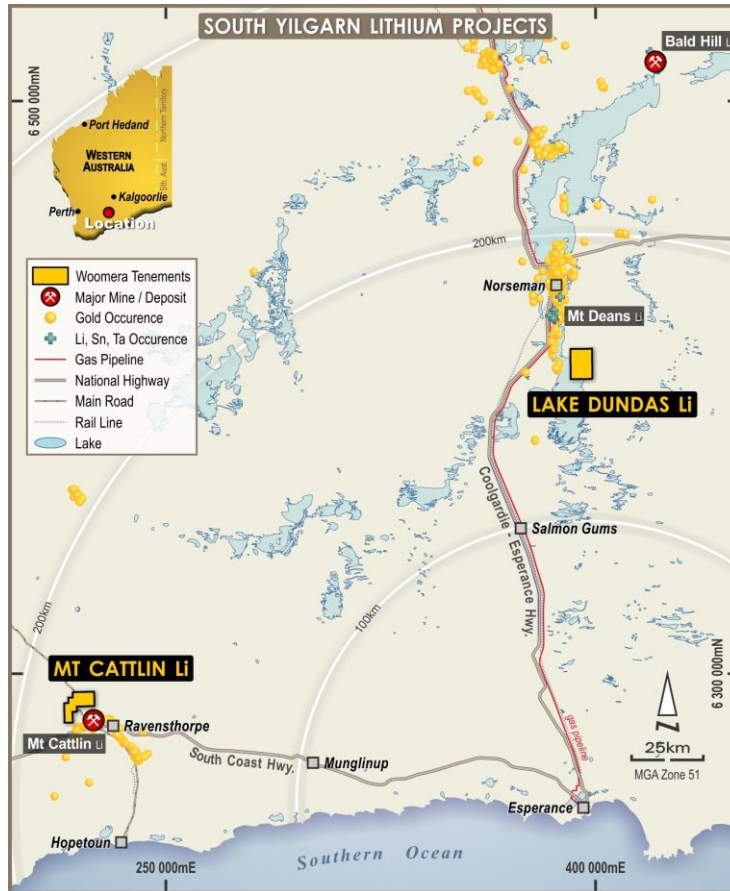 SOUTH YILGARN LITHIUM PROJECTS
Bald Hill Li
6 500 000mN
Port Hedand
Northern Territory
WESTERN
AUSTRALIA
Sth. Aust.
Kalgoorlie
Perth
Location
200km
Norseman
Mt Deans Li
LAKE DUNDAS Li
Woomera Tenements
Major Mine / Deposit
Gold Occurence
Li, Sn, Ta Occurence
Gas Pipeline
National Highway
Main Road
Rail Line
Lake
Coolgardie - Esperance Hwy.
Salmon Gums
100km
200km
MT CATTLIN Li
Ravensthorpe
Mt Cattlin Li
South Coast Hwy.
Munglinup
gas pipeline
6 300 000mN
N
25km
MGA Zone 51
Esperance
Hopetoun
Southern Ocean
250 000mE
400 000mE